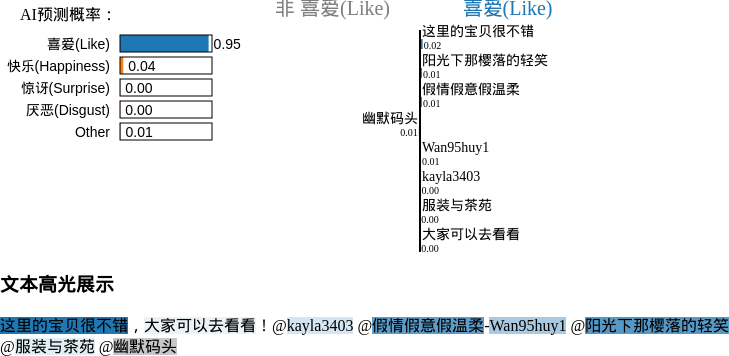 AI预测概率：
喜爱(Like) 0.95
快乐(Happiness) 0.04
惊讶(Surprise) 0.00
厌恶(Disgust) 0.00
Other 0.01
非 喜爱(Like) 喜爱(Like)
这里的宝贝很不错
0.02
阳光下那樱落的轻笑
0.01
假情假意假温柔
0.01
幽默码头
0.01
Wan95huy1
0.01
kayla3403
0.00
服装与茶苑
0.00
大家可以去看看
0.00
文本高光展示
这里的宝贝很不错，大家可以去看看！@kayla3403 @假情假意假温柔-Wan95huy1 @阳光下那樱落的轻笑
@服装与茶苑 @幽默码头